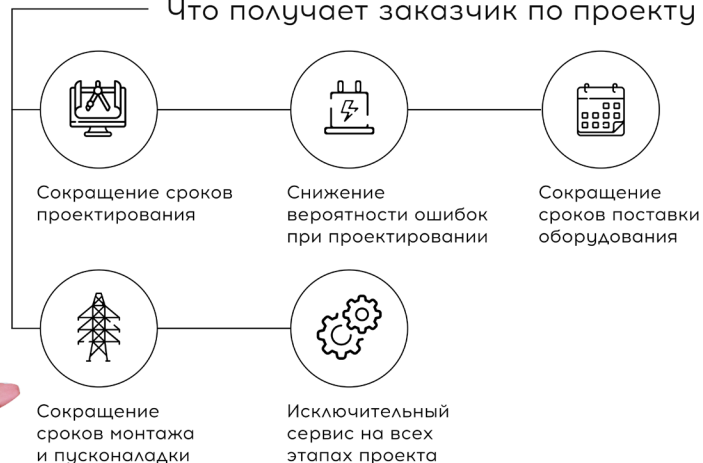 Что получает заказчик по проекту
Сокращение сроков
проектирования
Снижение
вероятности ошибок
при проектировании
Сокращение
сроков поставки
оборудования
Сокращение
сроков монтажа
и пусконаладки
Исключительный
сервис на всех
этапах проекта